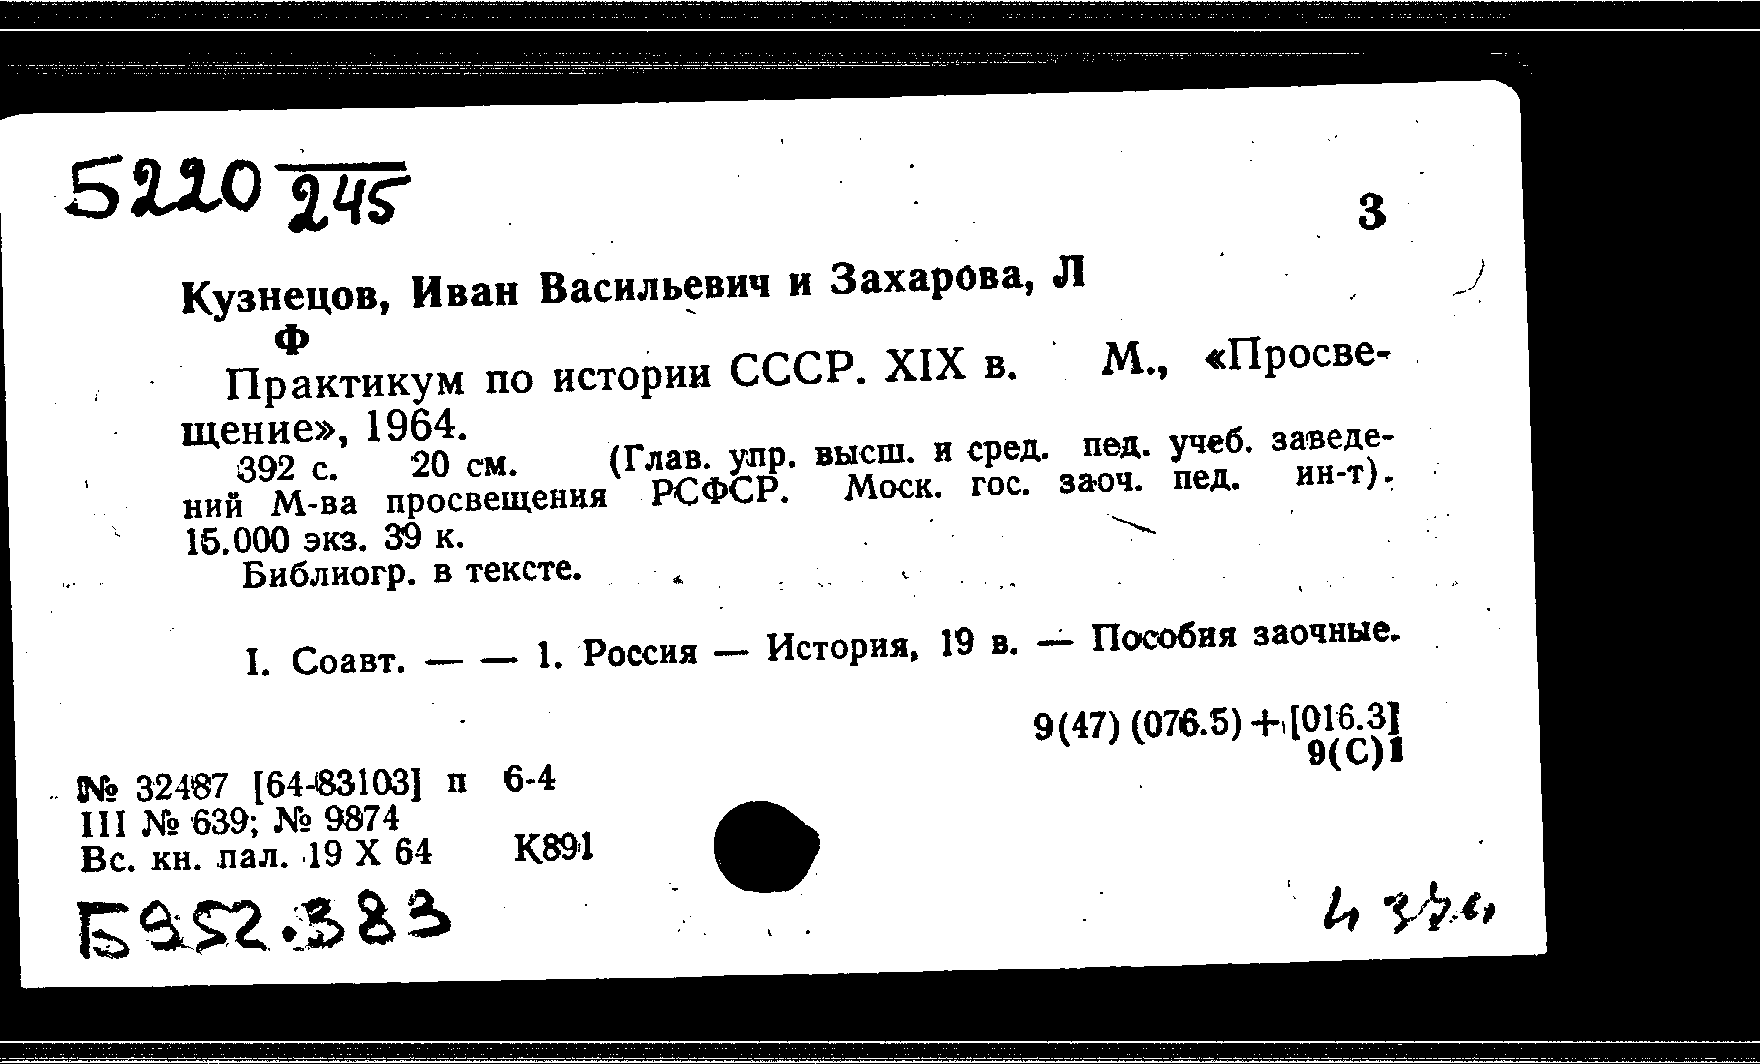 Б220 245
З
Кузнецов, Иван Васильевич и Захарова, Л
Ф
Практикум по истории СССР. XIX в. М., «Просве-
щение», 1964.
392 с. 20 см. (Глав. упр. высш. и сред. пед. учеб. заведе-
ний М-ва просвещения РСФСР. Моск. гос. заоч. пед. ин-т).
15.000 экз. 39 к.
Библиогр. в тексте.
I. Соавт. — — 1. Россия — История, 19 в. — Пособия заочные.
9(47) (076.5) + [016.3]
9(С)1
№ 32487 [64-83103] п 6-4
III № 639; № 9874
Вс. кн. пал. 19 X 64 К891
Б952.383